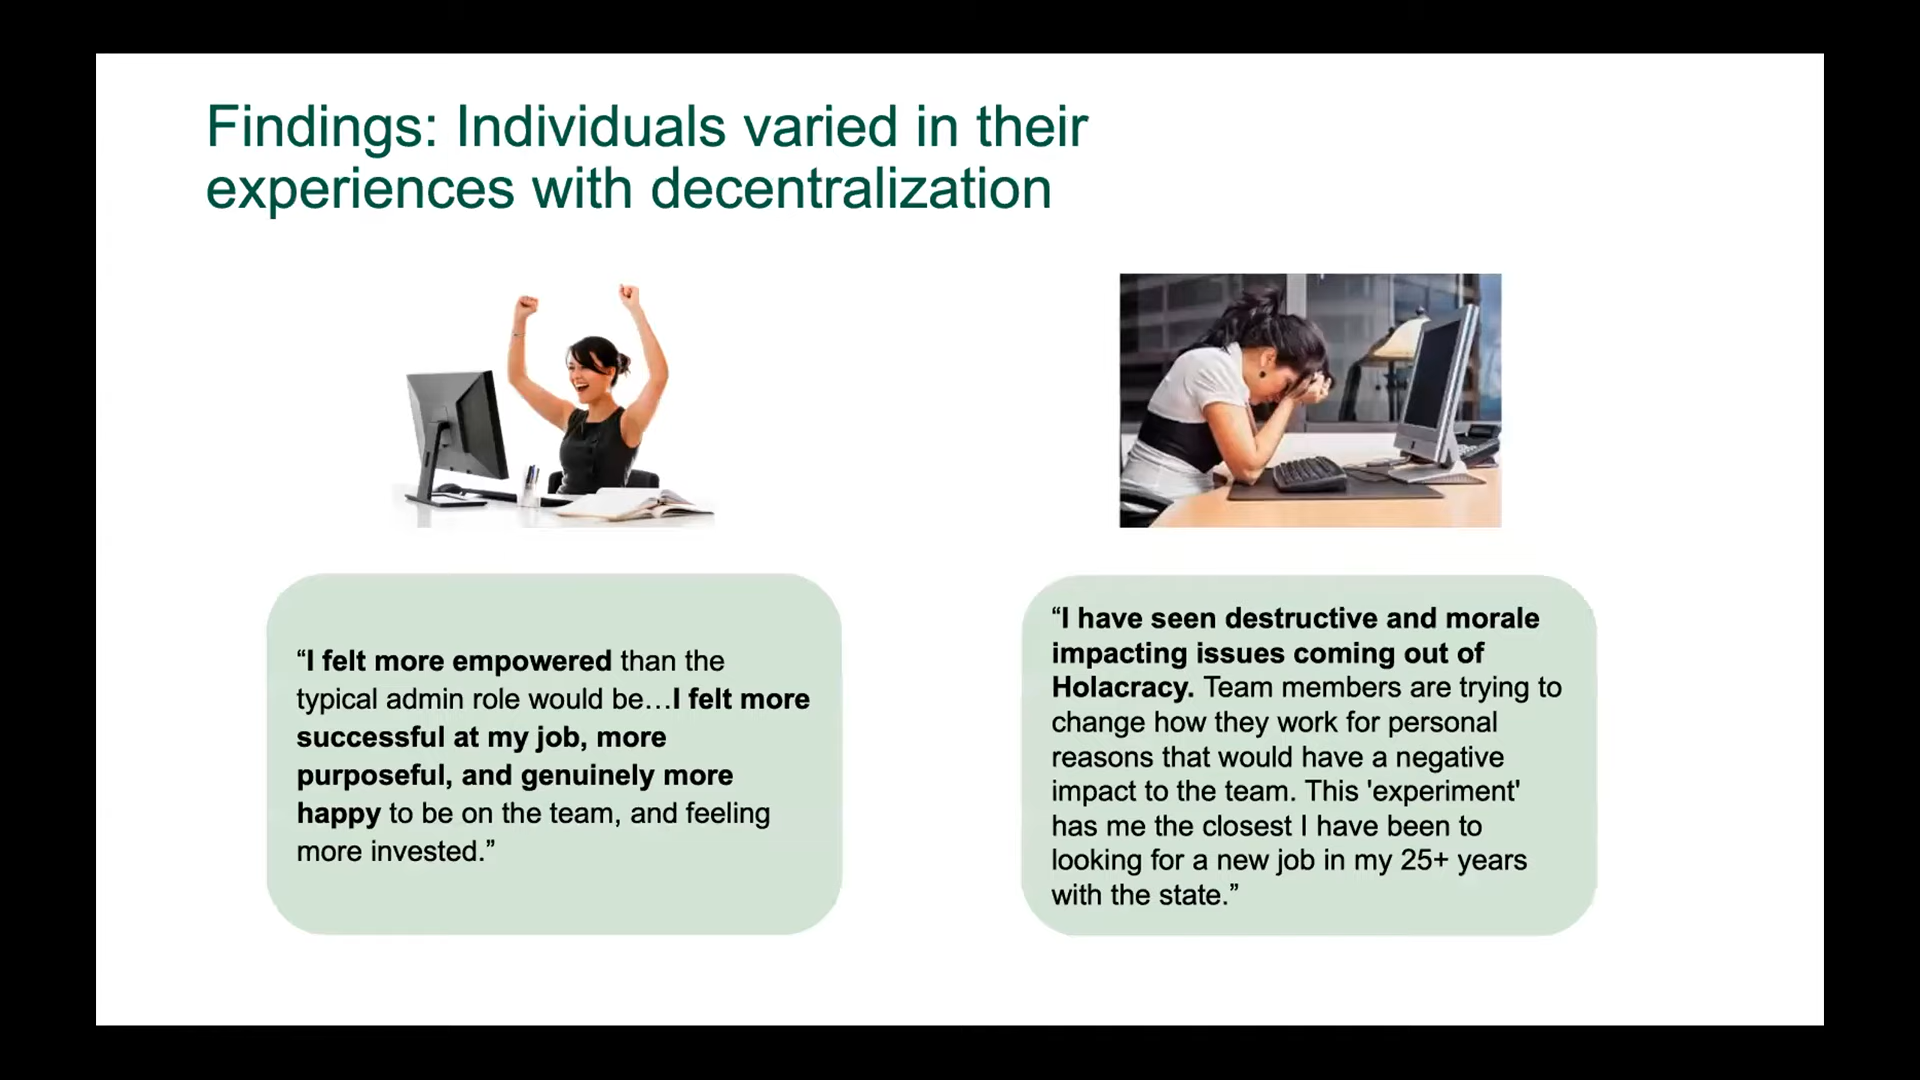 Findings: Individuals varied in their
experiences with decentralization
“I felt more empowered than the
typical admin role would be…I felt more
successful at my job, more
purposeful, and genuinely more
happy to be on the team, and feeling
more invested.”
“I have seen destructive and morale
impacting issues coming out of
Holacracy. Team members are trying to
change how they work for personal
reasons that would have a negative
impact to the team. This 'experiment'
has me the closest I have been to
looking for a new job in my 25+ years
with the state.”